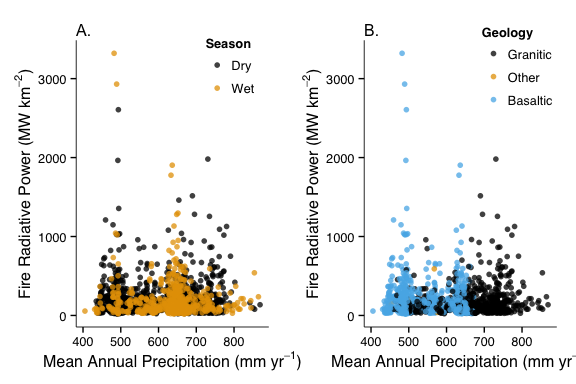 A.
Season
Dry
Wet
Fire Radiative Power (MW km⁻²)
3000
2000
1000
0
400 500 600 700 800
Mean Annual Precipitation (mm yr⁻¹)
B.
Geology
Granitic
Other
Basaltic
Fire Radiative Power (MW km⁻²)
3000
2000
1000
0
400 500 600 700 800
Mean Annual Precipitation (mm yr⁻